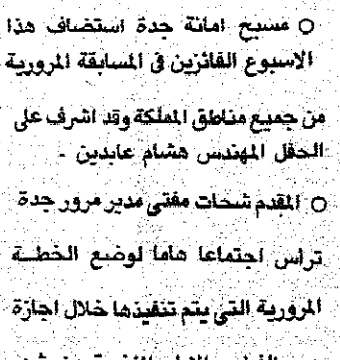 ○ مسبح امانة جدة استضاف هذا
الاسبوع الفائزين في المسابقة المرورية
من جميع مناطق المملكة وقد اشرف على
الحفل المهندس هشام عابدين .
○ المقدم شحات مفتي مدير مرور جدة
ترأس اجتماعا هاما لوضع الخطة
المرورية التي يتم تنفيذها خلال اجازة